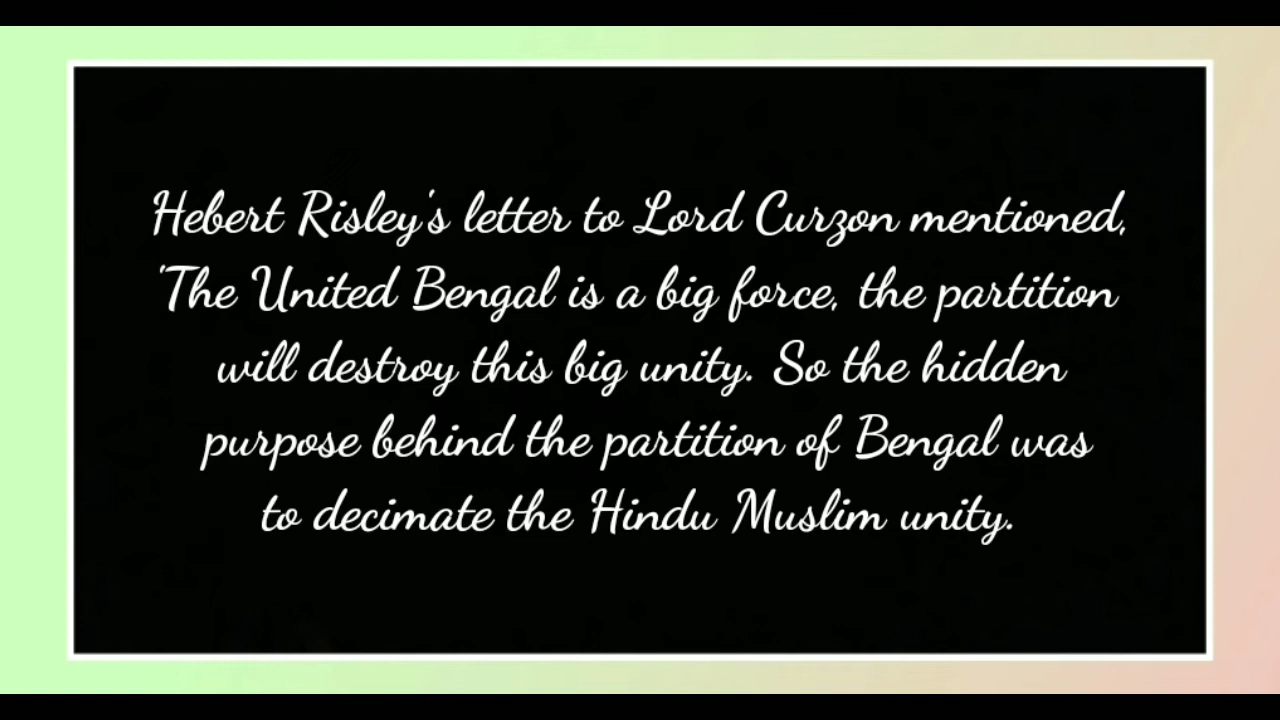 Hebert Risley's letter to Lord Curzon mentioned,
'The United Bengal is a big force, the partition
will destroy this big unity. So the hidden
purpose behind the partition of Bengal was
to decimate the Hindu Muslim unity.